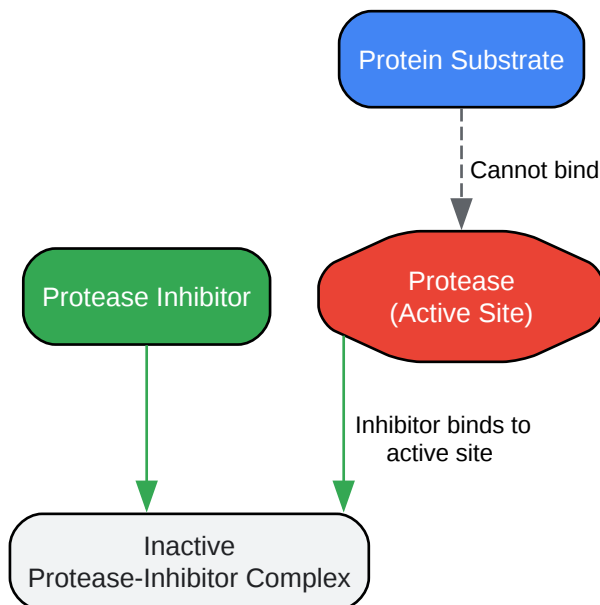 Protein Substrate
Cannot bind
Protease Inhibitor
Protease
(Active Site)
Inhibitor binds to
active site
Inactive
Protease-Inhibitor Complex